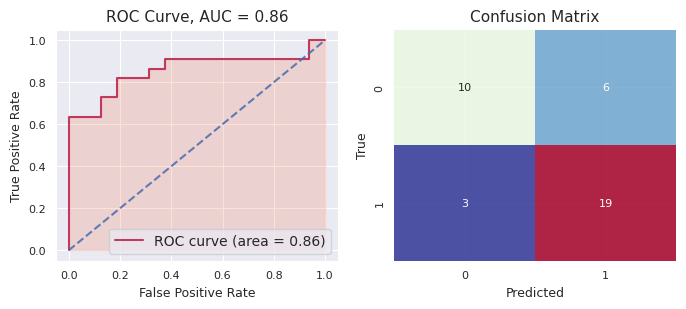 ROC Curve, AUC = 0.86
True Positive Rate
1.0
0.8
0.6
0.4
0.2
0.0
0.0 0.2 0.4 0.6 0.8 1.0
False Positive Rate
ROC curve (area = 0.86)
Confusion Matrix
True
0
1
10 6
3 19
0 1
Predicted